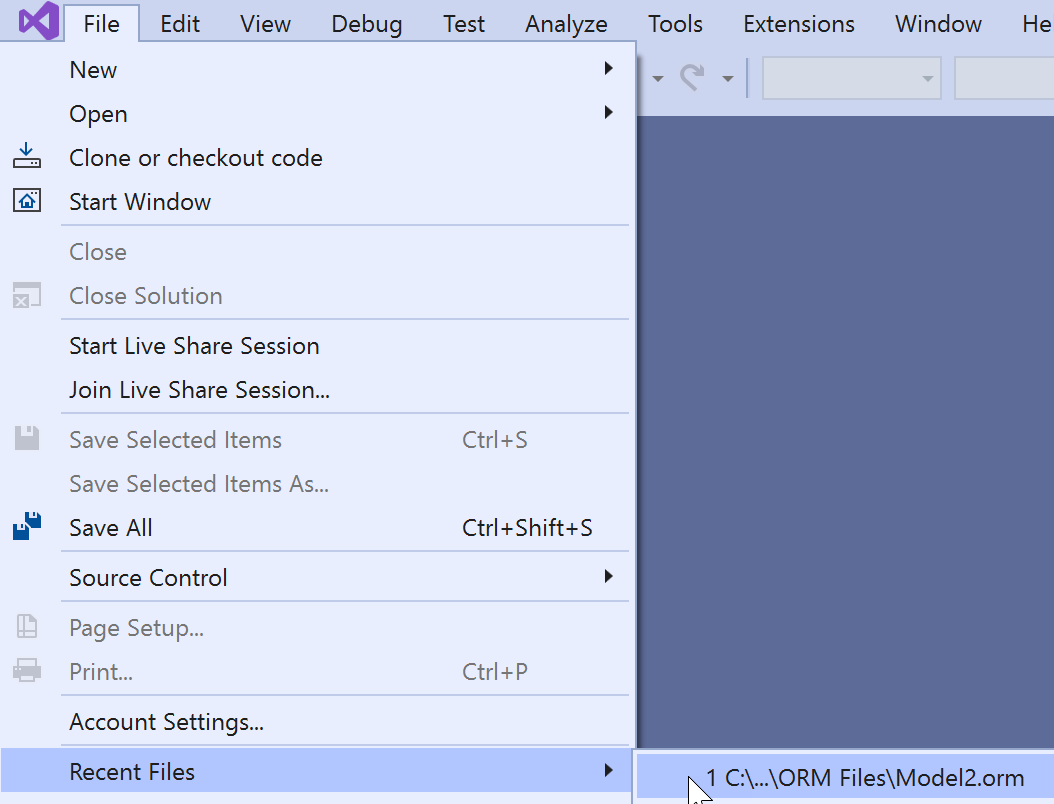 File Edit View Debug Test Analyze Tools Extensions Window He
New
Open
Clone or checkout code
Start Window
Close
Close Solution
Start Live Share Session
Join Live Share Session...
Save Selected Items Ctrl+S
Save Selected Items As...
Save All Ctrl+Shift+S
Source Control
Page Setup...
Print... Ctrl+P
Account Settings...
Recent Files
1 C:\...\ORM Files\Model2.orm